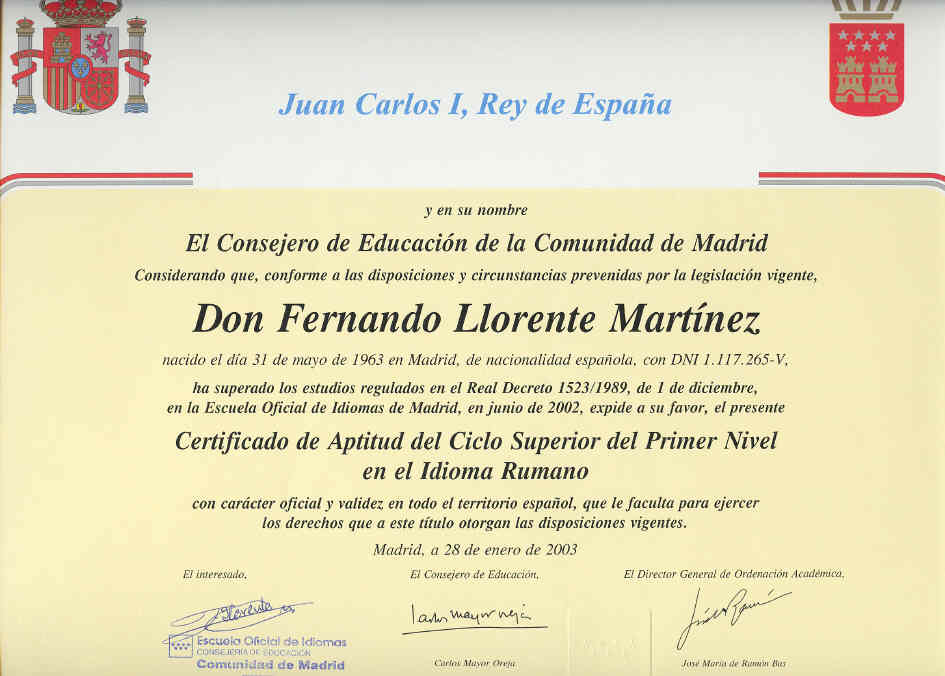 Juan Carlos I, Rey de España
y en su nombre
El Consejero de Educación de la Comunidad de Madrid
Considerando que, conforme a las disposiciones y circunstancias prevenidas por la legislación vigente,
Don Fernando Llorente Martínez
nacido el día 31 de mayo de 1963 en Madrid, de nacionalidad española, con DNI 1.117.265-V,
ha superado los estudios regulados en el Real Decreto 1523/1989, de 1 de diciembre,
en la Escuela Oficial de Idiomas de Madrid, en junio de 2002, expide a su favor, el presente
Certificado de Aptitud del Ciclo Superior del Primer Nivel
en el Idioma Rumano
con carácter oficial y validez en todo el territorio español, que le faculta para ejercer
los derechos que a este título otorgan las disposiciones vigentes.
Madrid, a 28 de enero de 2003
El interesado, El Consejero de Educación, El Director General de Ordenación Académica,
Llorente
Carlos Mayor Oreja
Escuela Oficial de Idiomas
CONSEJERIA DE EDUCACIÓN
Comunidad de Madrid
Carlos Mayor Oreja José María de Ramón Bas